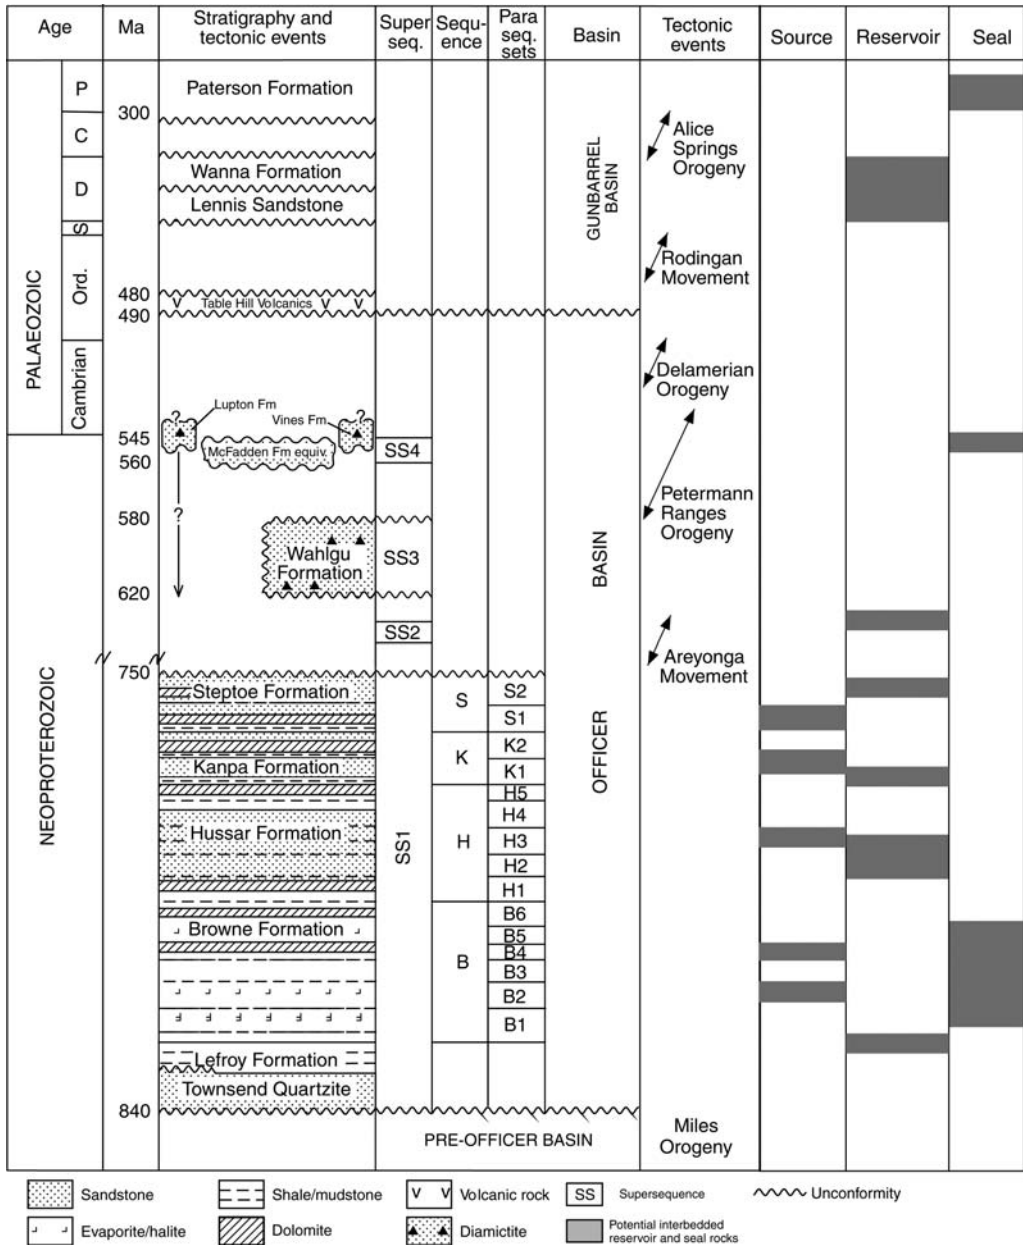 Age
Ma
Stratigraphy and
tectonic events
Super
seq.
Sequ-
ence
Para
seq.
sets
Basin
Tectonic
events
Source
Reservoir
Seal
PALAEOZOIC
NEOPROTEROZOIC
P
C
D
S
Ord.
Cambrian
300
480
490
545
560
580
620
750
840
Paterson Formation
Wanna Formation
Lennis Sandstone
V Table Hill Volcanics V V
?
Lupton Fm
Vines Fm
?
McFadden Fm equiv.
?
Wahlgu
Formation
Steptoe Formation
Kanpa Formation
Hussar Formation
Browne Formation
Lefroy Formation
Townsend Quartzite
SS4
SS3
SS2
SS1
S
K
H
B
S2
S1
K2
K1
H5
H4
H3
H2
H1
B6
B5
B4
B3
B2
B1
GUNBARREL
BASIN
OFFICER BASIN
PRE-OFFICER BASIN
Alice
Springs
Orogeny
Rodingan
Movement
Delamerian
Orogeny
Petermann
Ranges
Orogeny
Areyonga
Movement
Miles
Orogeny
Sandstone
Shale/mudstone
V V Volcanic rock
SS Supersequence
Unconformity
Evaporite/halite
Dolomite
Diamictite
Potential interbedded
reservoir and seal rocks